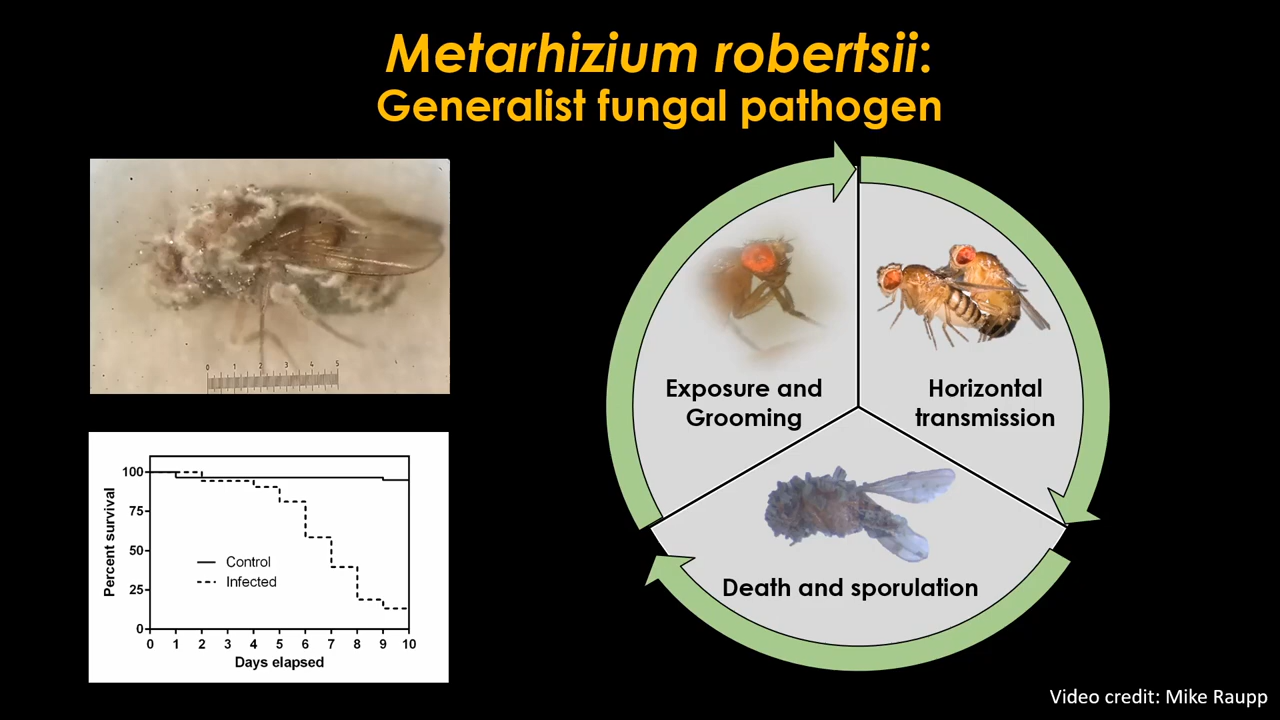 Metarhizium robertsii:
Generalist fungal pathogen
0 1 2 3 4 5
Exposure and
Grooming
Horizontal
transmission
Death and sporulation
Percent survival
100
75
50
25
0
Control
Infected
0 1 2 3 4 5 6 7 8 9 10
Days elapsed
Video credit: Mike Raupp